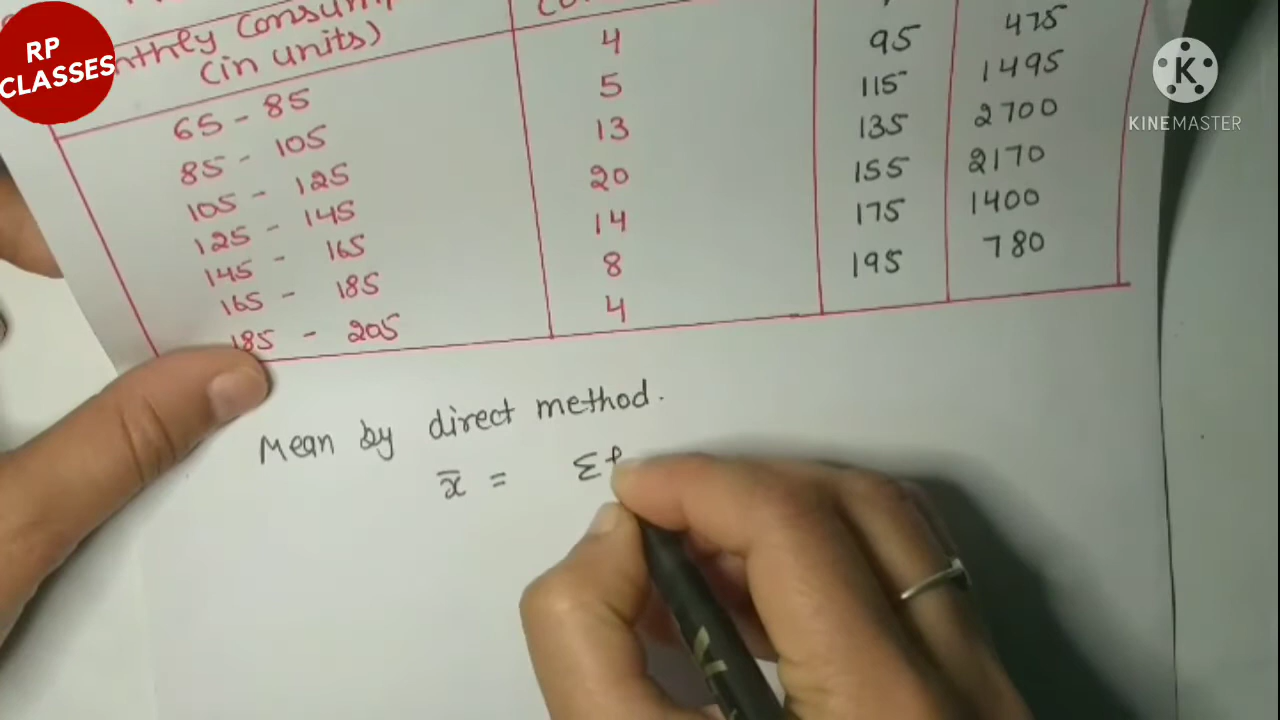 RP
CLASSES
(in units)
65 - 85 4
85 - 105 5 95 475
105 - 125 13 115 1495
125 - 145 20 135 2700
145 - 165 14 155 2170
165 - 185 8 175 1400
185 - 205 4 195 780
Mean by direct method.
x̄ = Σf
K
KINEMASTER